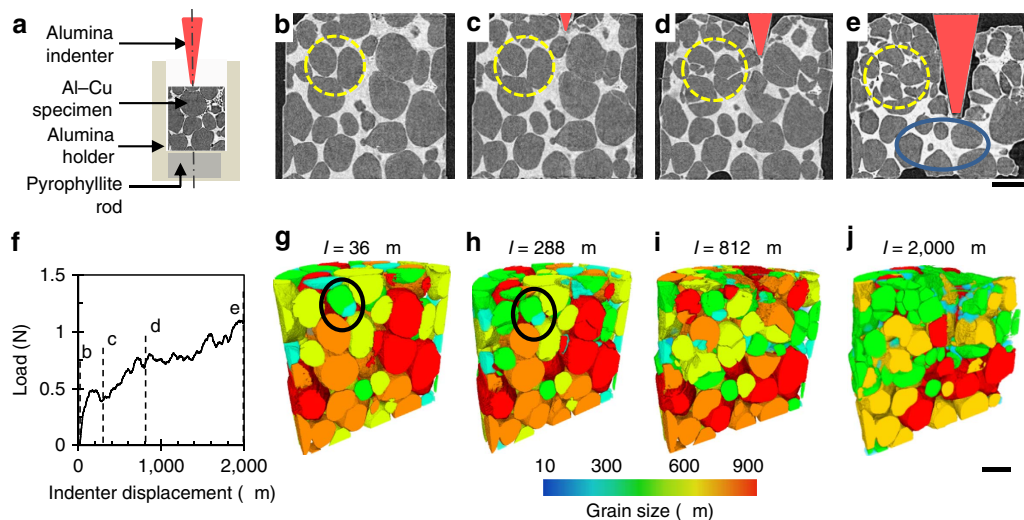 a
Alumina
indenter
Al–Cu
specimen
Alumina
holder
Pyrophyllite
rod
b
c
d
e
f
1.5
1
0.5
0
Load (N)
b
c
d
e
0
1,000
2,000
Indenter displacement ( m)
g
h
i
j
l = 36 m
l = 288 m
l = 812 m
l = 2,000 m
10 300 600 900
Grain size ( m)